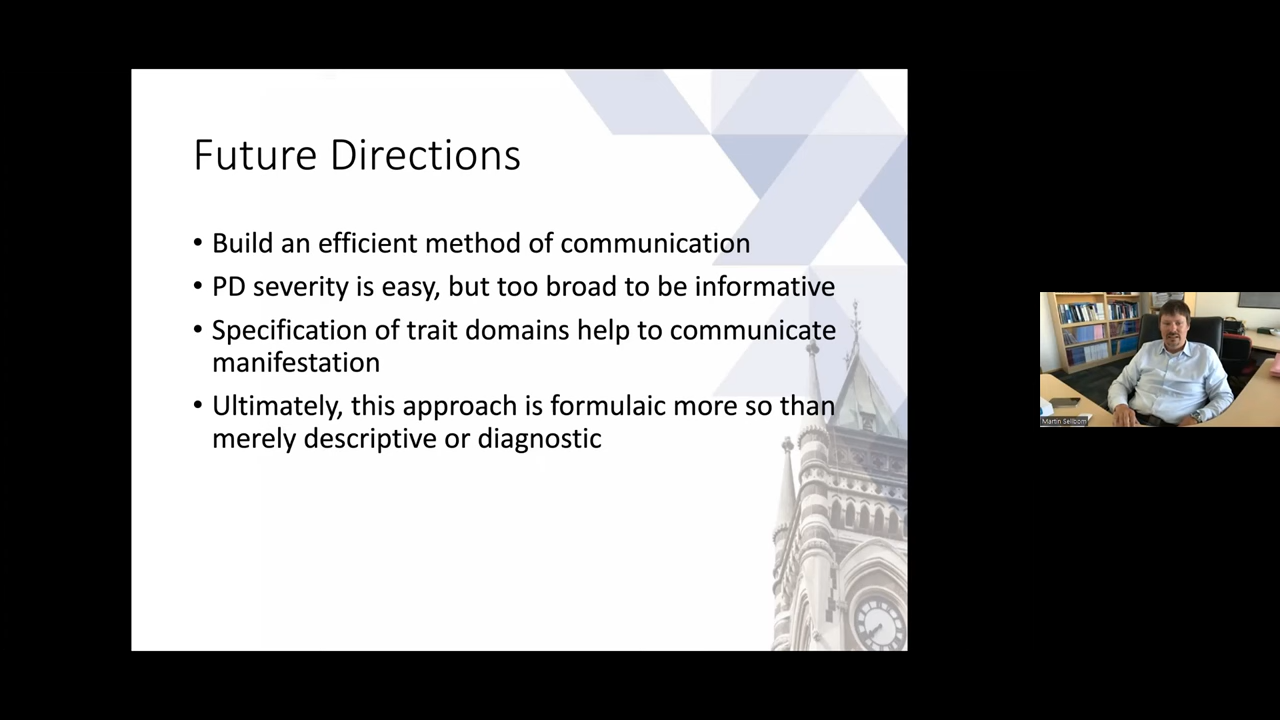 Future Directions
• Build an efficient method of communication
• PD severity is easy, but too broad to be informative
• Specification of trait domains help to communicate
manifestation
• Ultimately, this approach is formulaic more so than
merely descriptive or diagnostic
Martin Sellbom